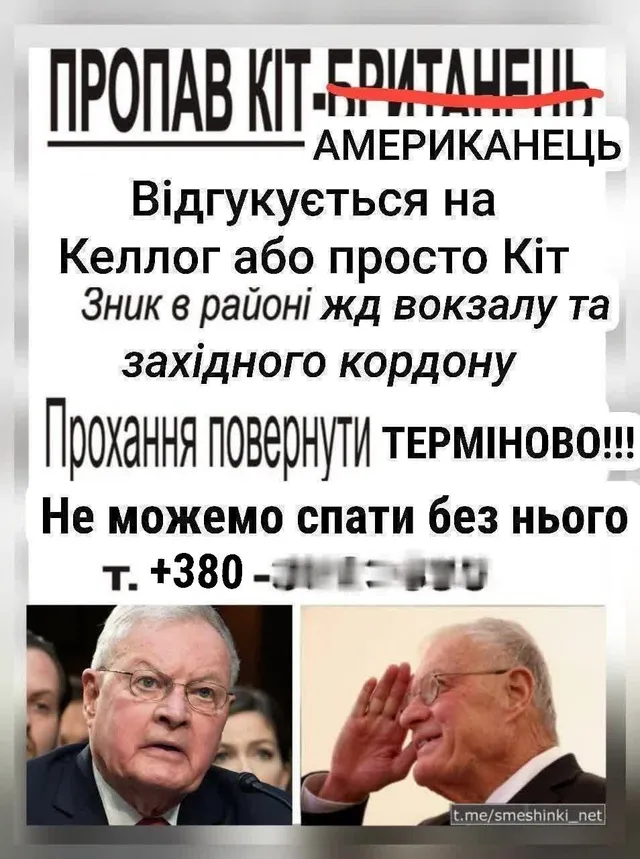 ПРОПАВ КІТ-БРИТАНЕЦЬ
АМЕРИКАНЕЦЬ
Відгукується на
Келлог або просто Кіт
Зник в районі жд вокзалу та
західного кордону
Прохання повернути ТЕРМІНОВО!!!
Не можемо спати без нього
т. +380 -
t.me/smeshinki_net